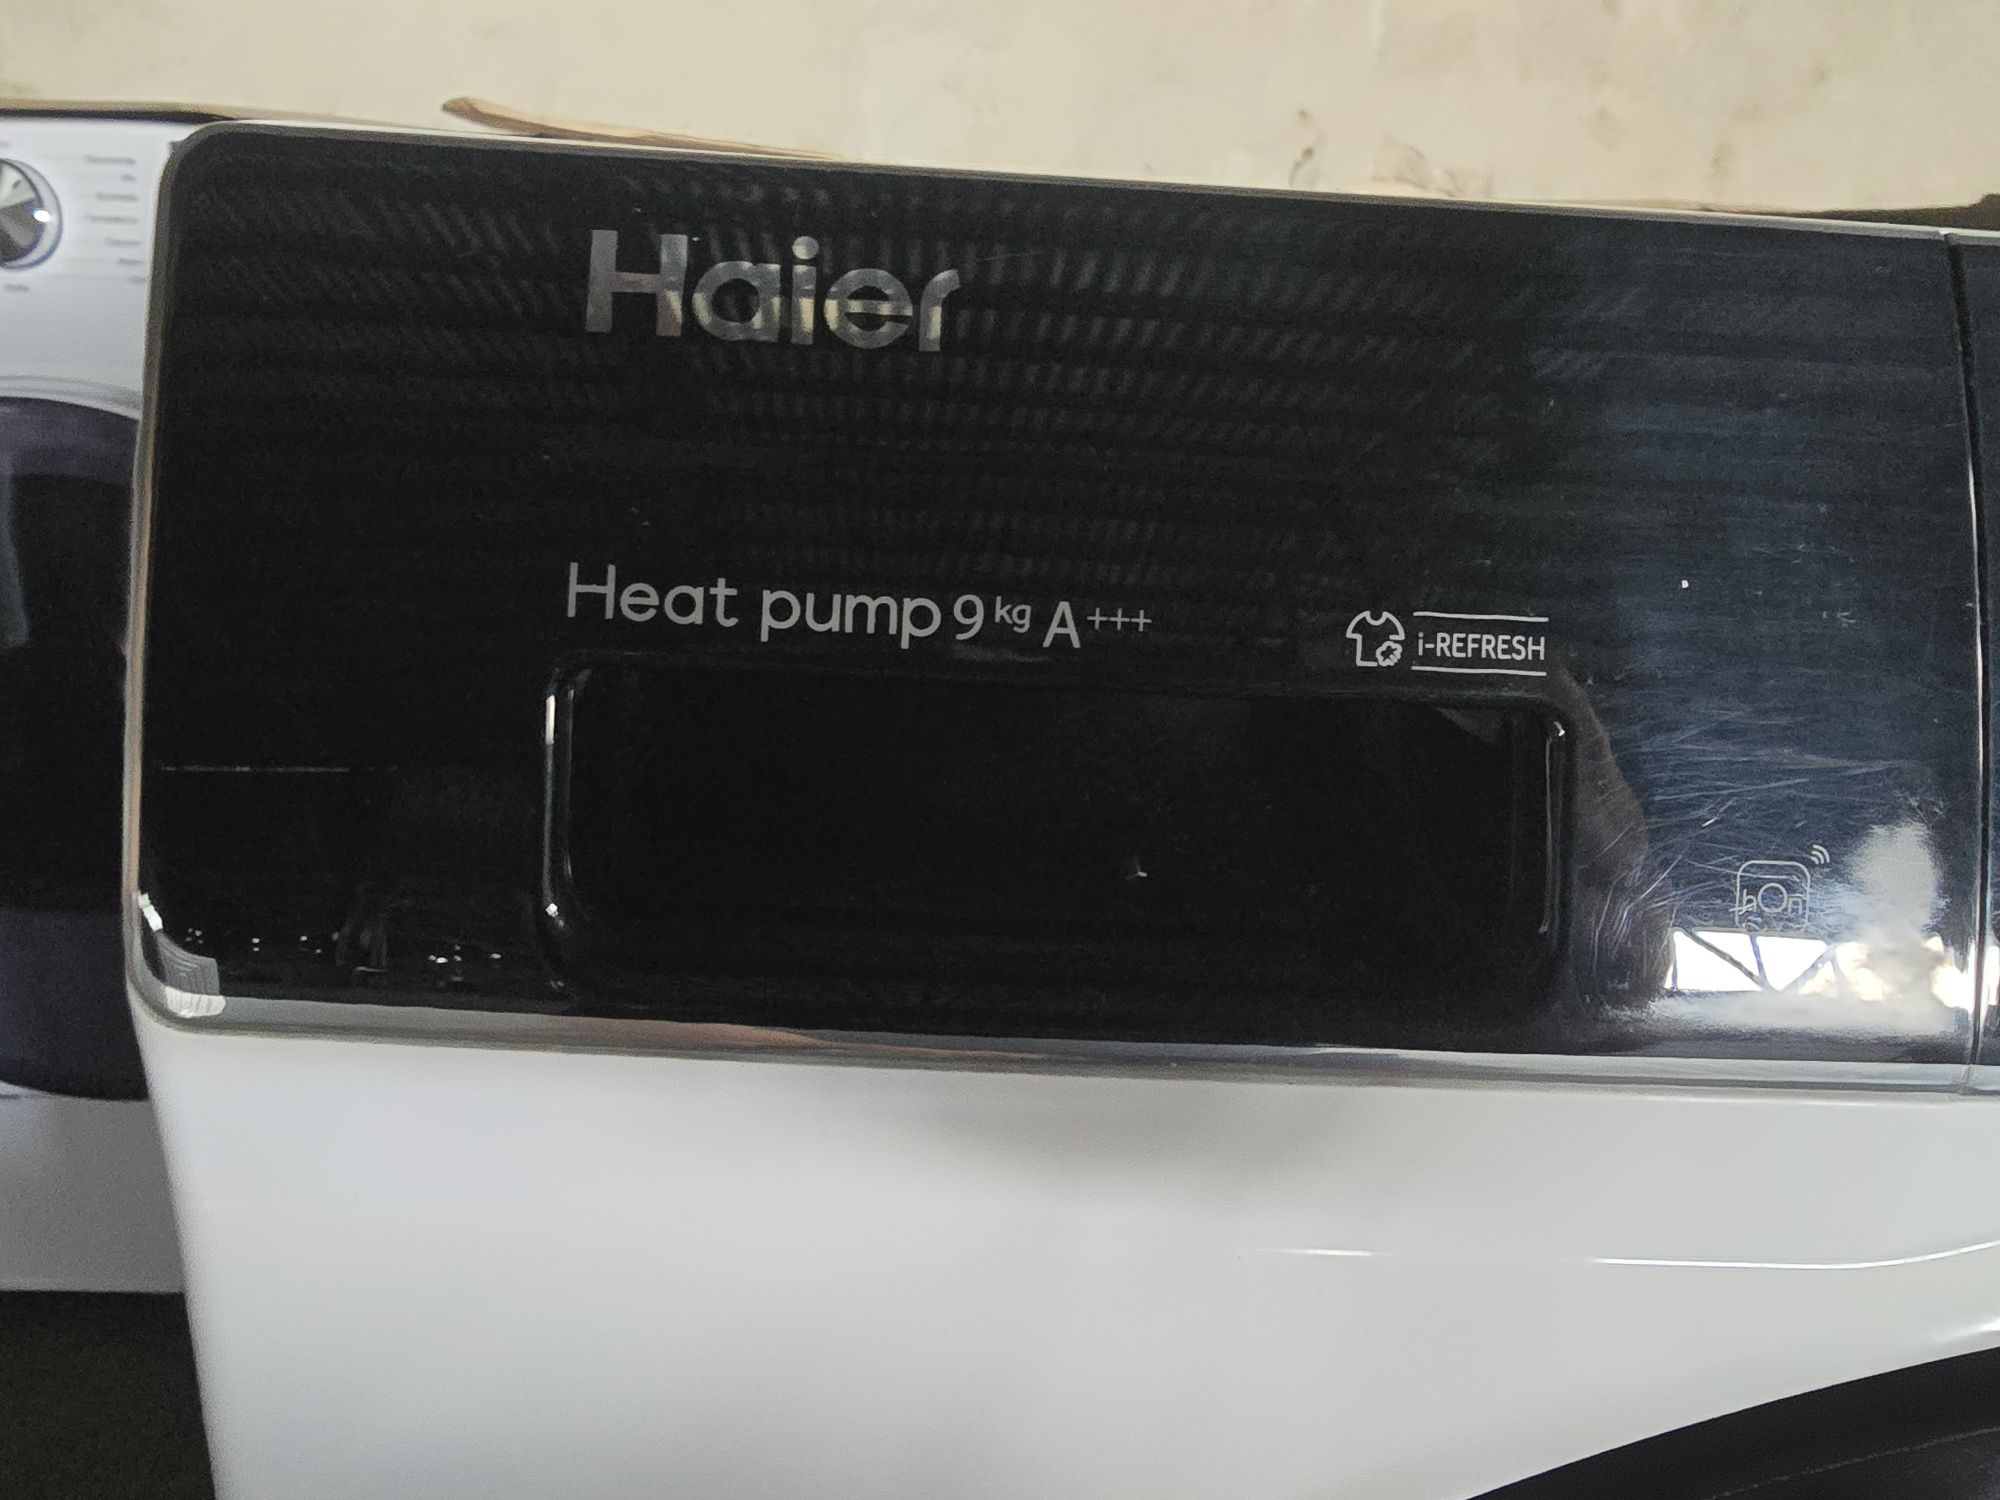 Haier
Heat pump 9 kg A+++
i-REFRESH
hOn